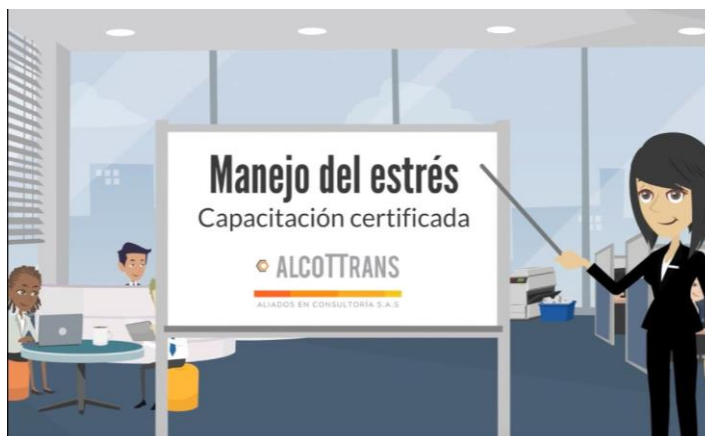 Manejo del estrés
Capacitación certificada
ALCOTTRANS
ALIADOS EN CONSULTORÍA S.A.S